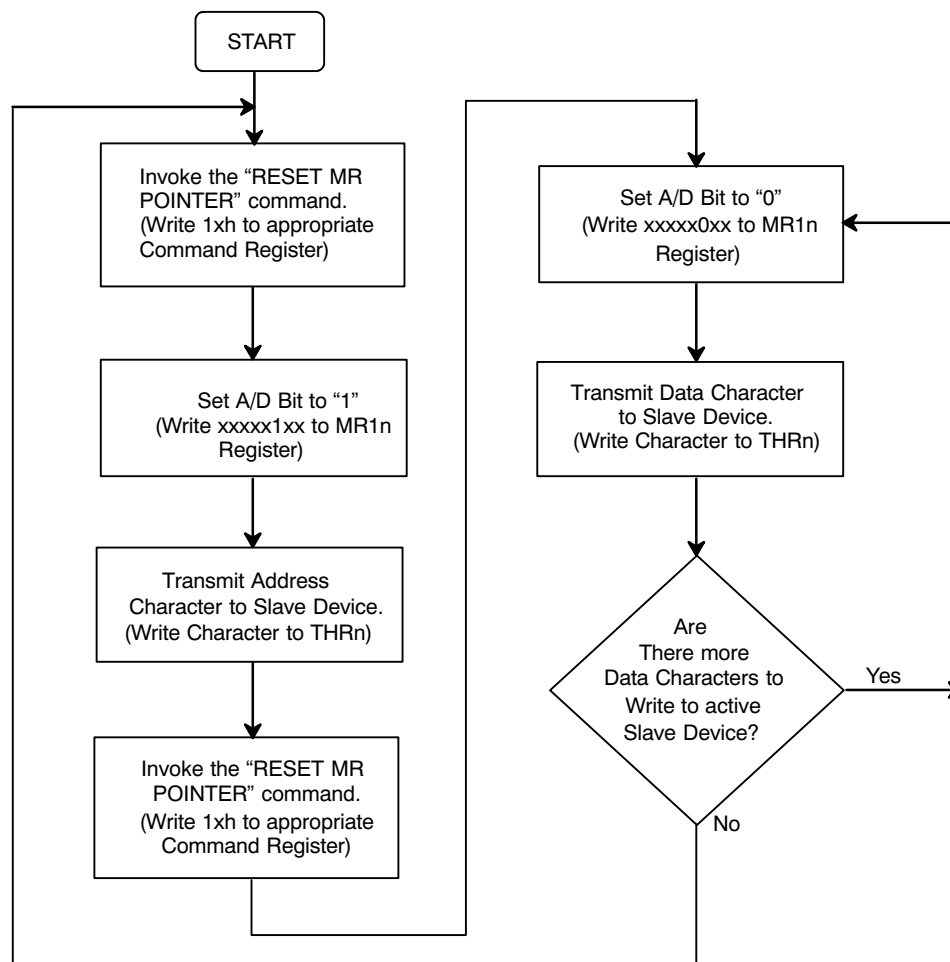 START
Invoke the “RESET MR
POINTER” command.
(Write 1xh to appropriate
Command Register)
Set A/D Bit to “1”
(Write xxxxx1xx to MR1n
Register)
Transmit Address
Character to Slave Device.
(Write Character to THRn)
Invoke the “RESET MR
POINTER” command.
(Write 1xh to appropriate
Command Register)
Set A/D Bit to “0”
(Write xxxxx0xx to MR1n
Register)
Transmit Data Character
to Slave Device.
(Write Character to THRn)
Are
There more
Data Characters to
Write to active
Slave Device?
Yes
No